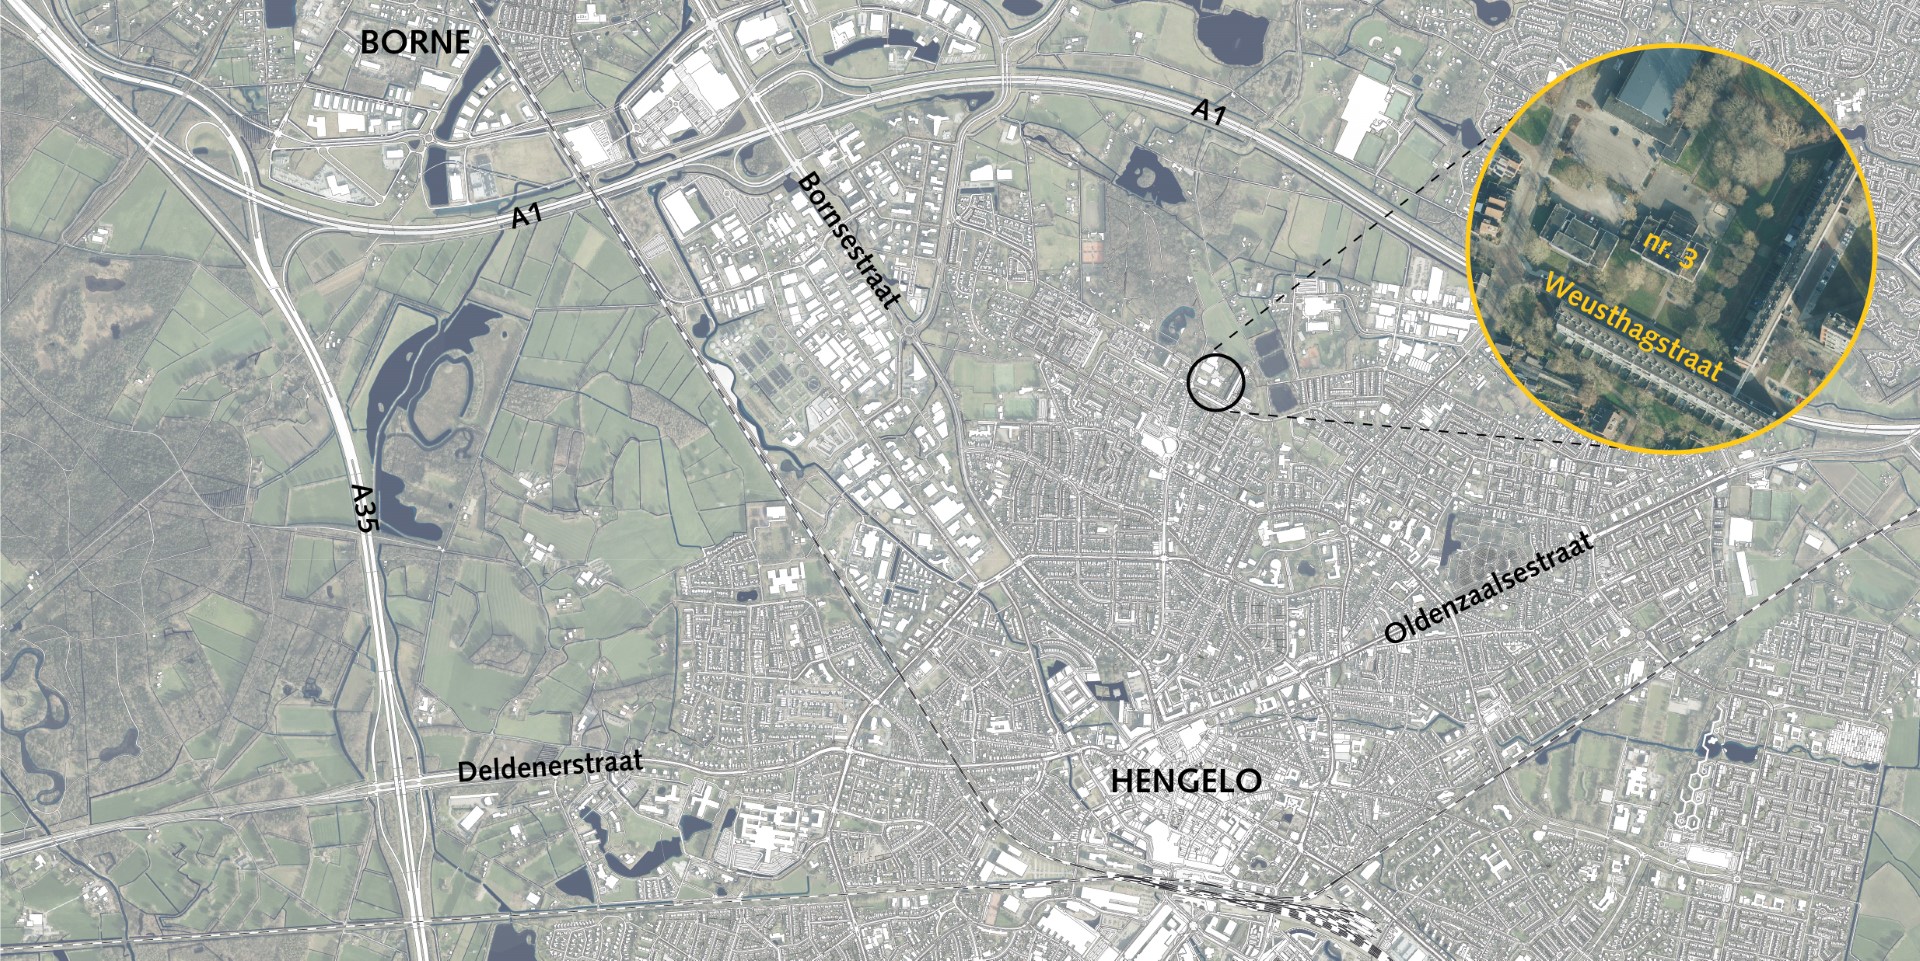 BORNE
A1
A1
Bornsestraat
nr. 3
Weusthagstraat
A35
Oldenzaalsestraat
Deldenerstraat
HENGELO